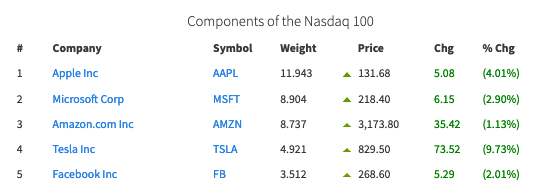 Components of the Nasdaq 100
# Company Symbol Weight Price Chg % Chg
1 Apple Inc AAPL 11.943 131.68 5.08 (4.01%)
2 Microsoft Corp MSFT 8.904 218.40 6.15 (2.90%)
3 Amazon.com Inc AMZN 8.737 3,173.80 35.42 (1.13%)
4 Tesla Inc TSLA 4.921 829.50 73.52 (9.73%)
5 Facebook Inc FB 3.512 268.60 5.29 (2.01%)